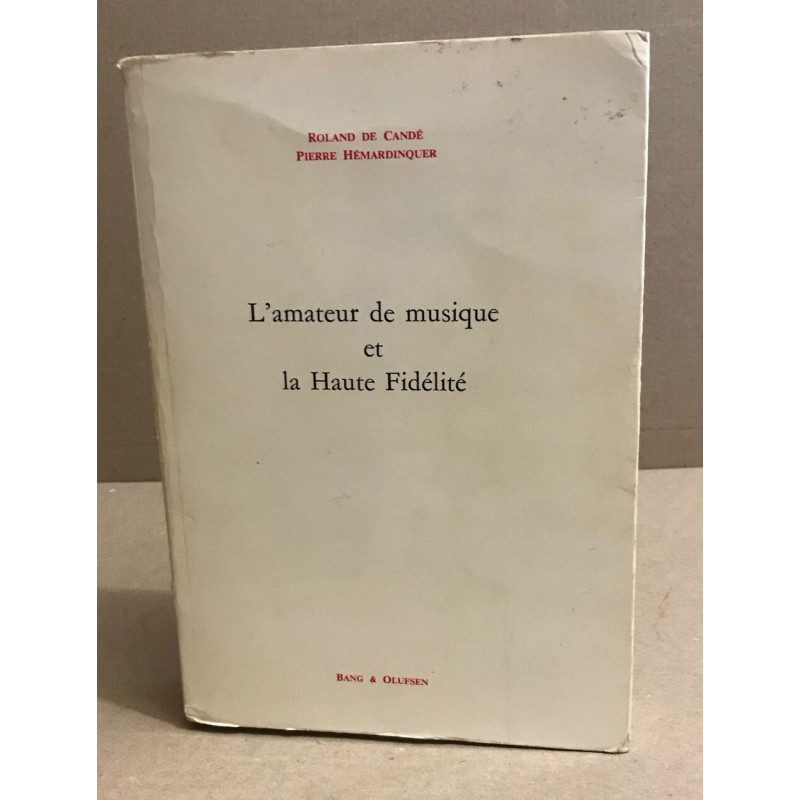 ROLAND DE CANDÉ
PIERRE HÉMARDINQUER
L'amateur de musique
et
la Haute Fidélité
BANG & OLUFSEN